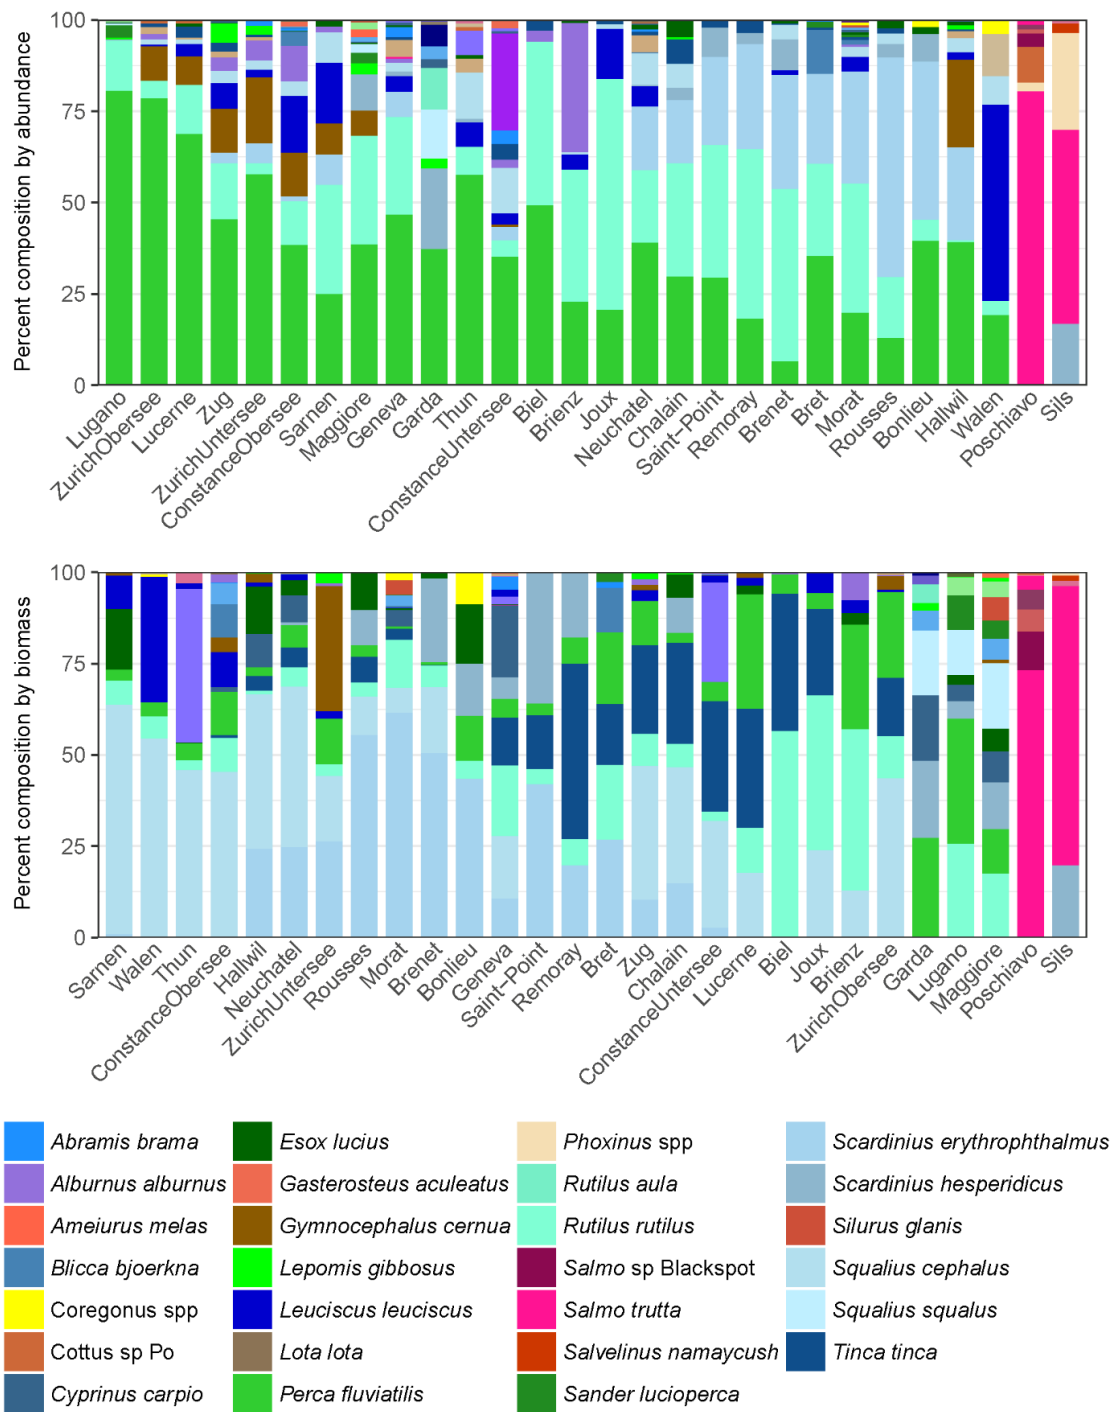 Percent composition by abundance
100
75
50
25
0
Lugano
ZurichObersee
Lucerne
Zug
ZurichUntersee
ConstanceObersee
Sarnen
Maggiore
Geneva
Garda
Thun
ConstanceUntersee
Biel
Brienz
Joux
Neuchatel
Chalain
Saint−Point
Remoray
Brenet
Bret
Morat
Rousses
Bonlieu
Hallwil
Walen
Poschiavo
Sils
Percent composition by biomass
100
75
50
25
0
Sarnen
Walen
Thun
ConstanceObersee
Hallwil
Neuchatel
ZurichUntersee
Rousses
Morat
Brenet
Bonlieu
Geneva
Saint−Point
Remoray
Bret
Zug
Chalain
ConstanceUntersee
Lucerne
Biel
Joux
Brienz
ZurichObersee
Garda
Lugano
Maggiore
Poschiavo
Sils
Abramis brama
Alburnus alburnus
Ameiurus melas
Blicca bjoerkna
Coregonus spp
Cottus sp Po
Cyprinus carpio
Esox lucius
Gasterosteus aculeatus
Gymnocephalus cernua
Lepomis gibbosus
Leuciscus leuciscus
Lota lota
Perca fluviatilis
Phoxinus spp
Rutilus aula
Rutilus rutilus
Salmo sp Blackspot
Salmo trutta
Salvelinus namaycush
Sander lucioperca
Scardinius erythrophthalmus
Scardinius hesperidicus
Silurus glanis
Squalius cephalus
Squalius squalus
Tinca tinca